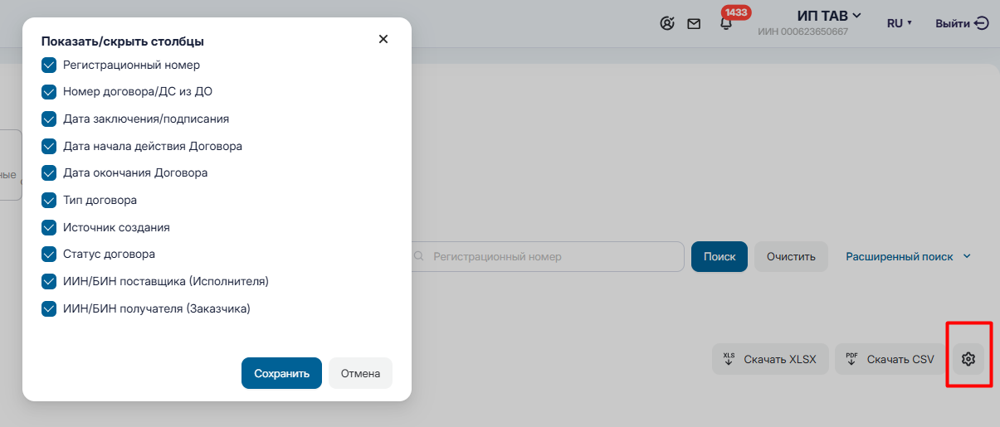 1433
ИП ТАВ
ИИН 000623650667
RU
Выйти
Показать/скрыть столбцы
Регистрационный номер
Номер договора/ДС из ДО
Дата заключения/подписания
Дата начала действия Договора
Дата окончания Договора
Тип договора
Источник создания
Статус договора
ИИН/БИН поставщика (Исполнителя)
ИИН/БИН получателя (Заказчика)
Сохранить
Отмена
ные
Регистрационный номер
Поиск
Очистить
Расширенный поиск
XLS
Скачать XLSX
PDF
Скачать CSV